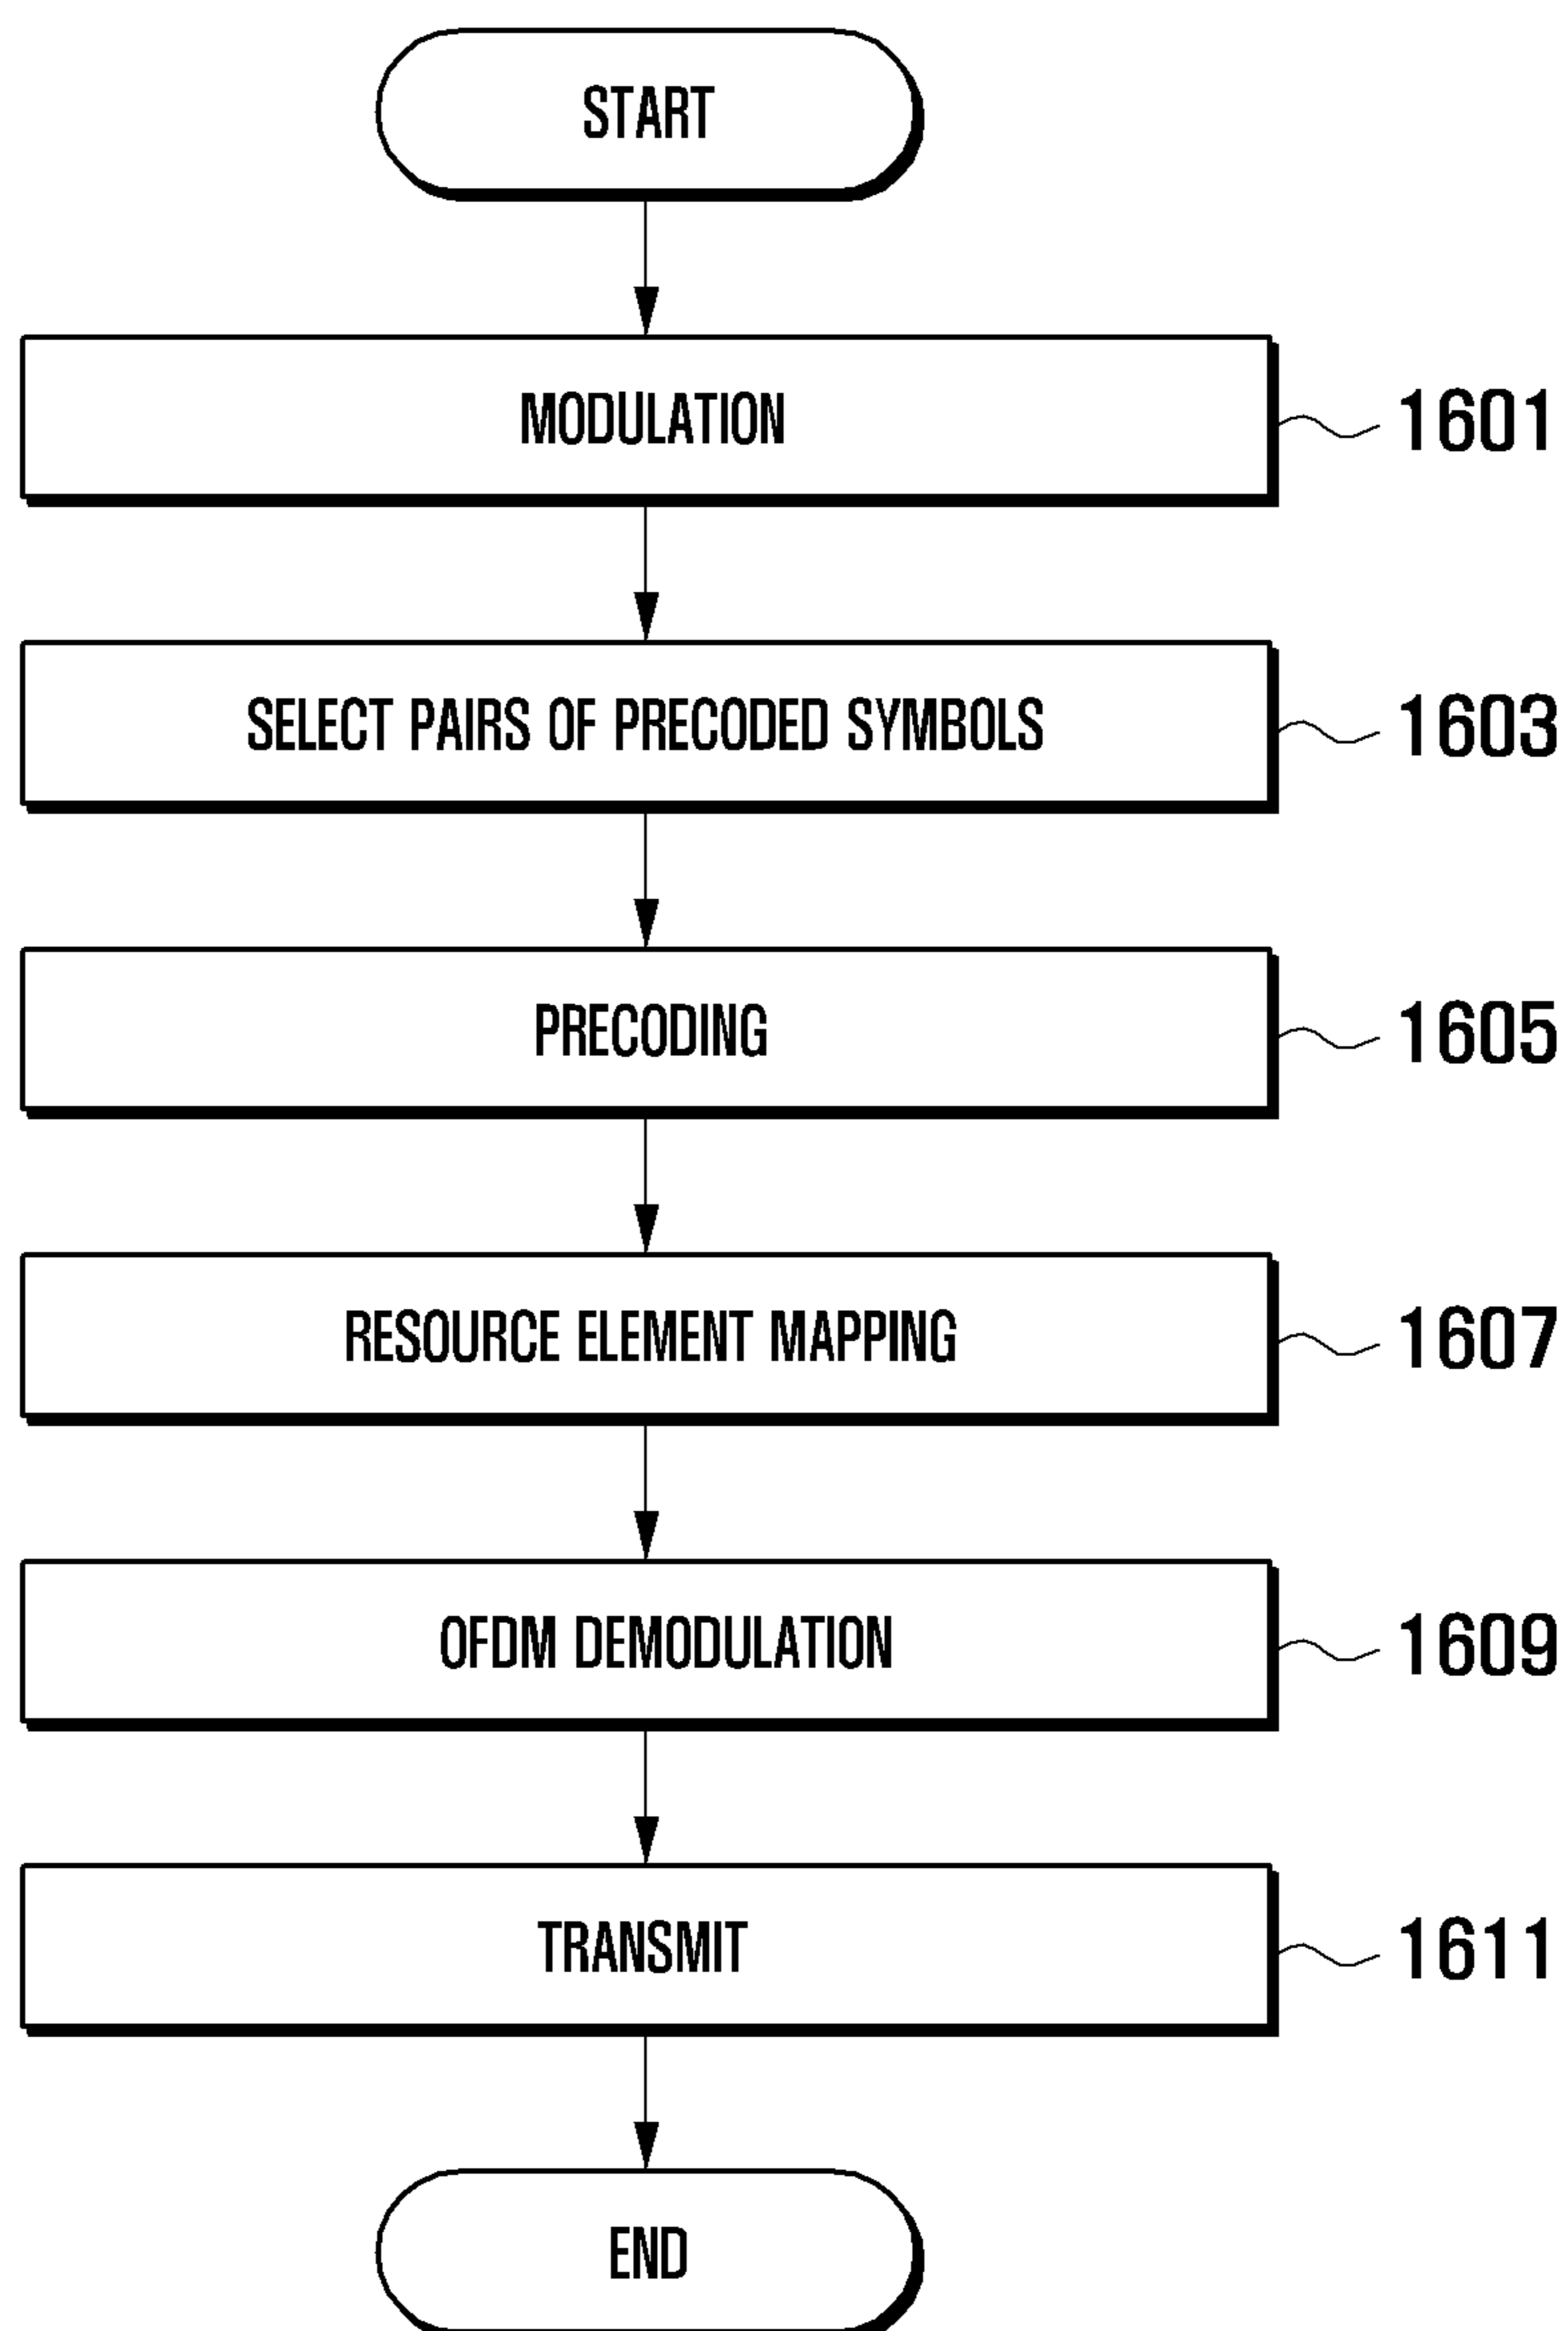 START
MODULATION
1601
SELECT PAIRS OF PRECODED SYMBOLS
1603
PRECODING
1605
RESOURCE ELEMENT MAPPING
1607
OFDM DEMODULATION
1609
TRANSMIT
1611
END